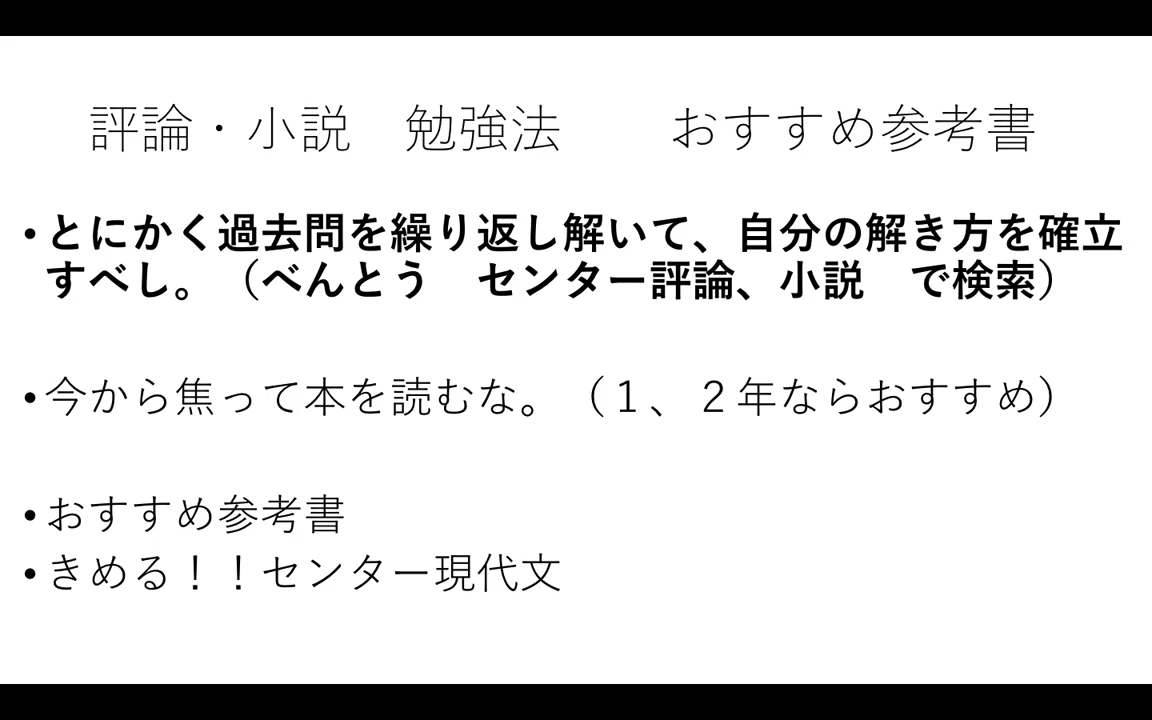 評論・小説　勉強法　　おすすめ参考書
•とにかく過去問を繰り返し解いて、自分の解き方を確立
すべし。（べんとう　センター評論、小説　で検索）
•今から焦って本を読むな。（１、２年ならおすすめ）
•おすすめ参考書
•きめる！！センター現代文